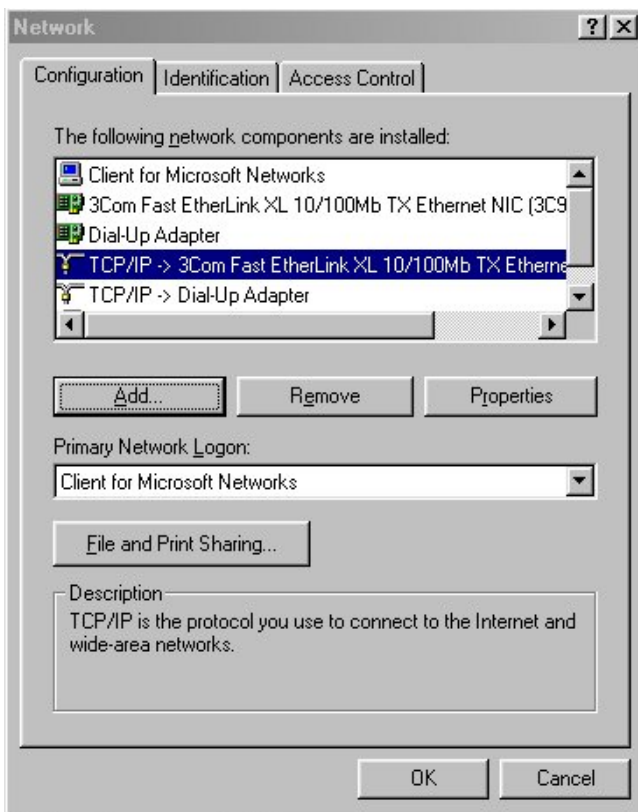 Network
Configuration Identification Access Control
The following network components are installed:
Client for Microsoft Networks
3Com Fast EtherLink XL 10/100Mb TX Ethernet NIC (3C9
Dial-Up Adapter
TCP/IP -> 3Com Fast EtherLink XL 10/100Mb TX Etherne
TCP/IP -> Dial-Up Adapter
Add... Remove Properties
Primary Network Logon:
Client for Microsoft Networks
File and Print Sharing...
Description
TCP/IP is the protocol you use to connect to the Internet and
wide-area networks.
OK Cancel